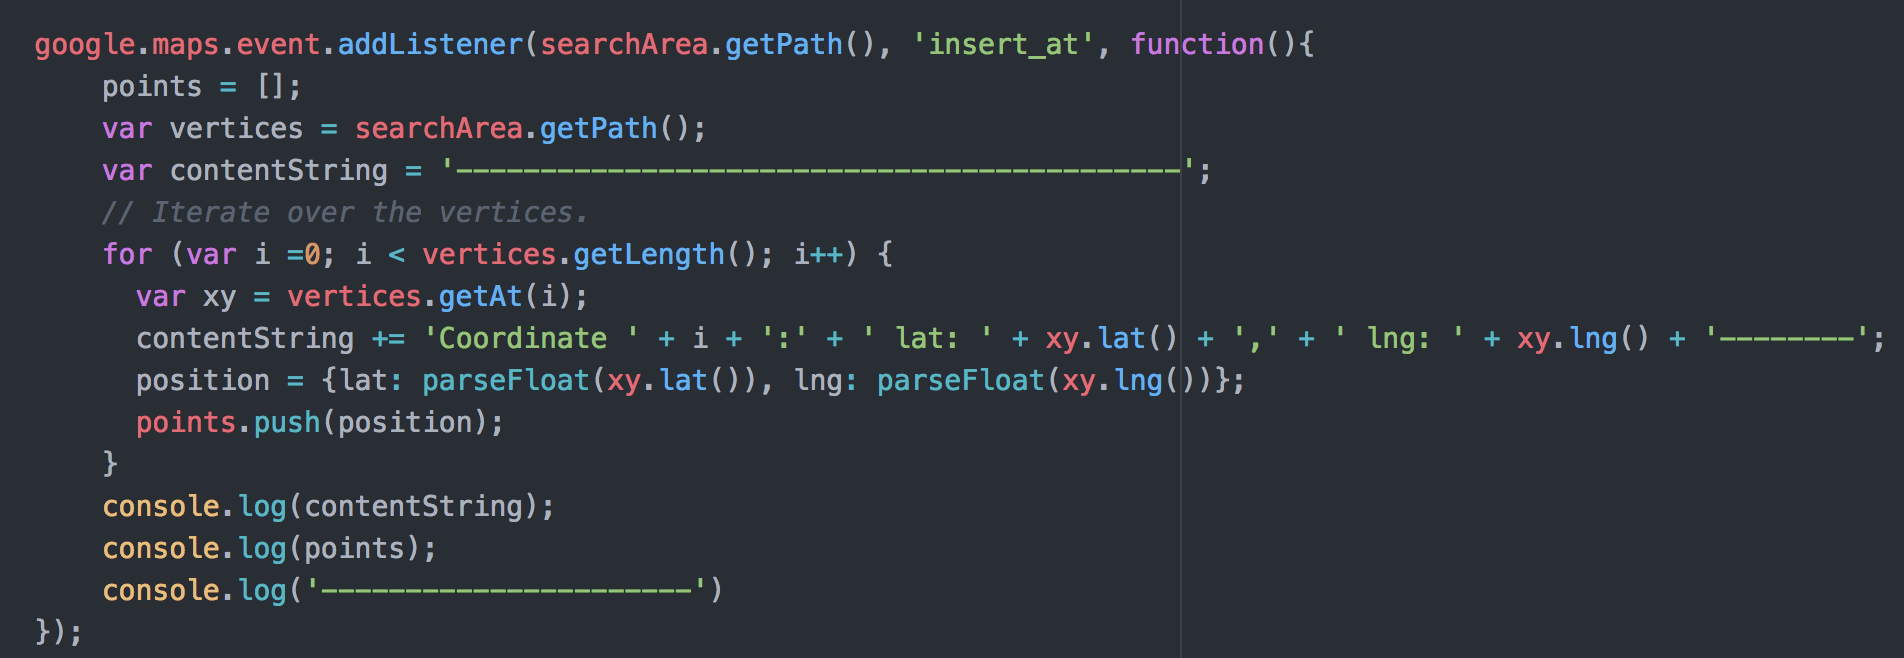 google.maps.event.addListener(searchArea.getPath(), 'insert_at', function(){
    points = [];
    var vertices = searchArea.getPath();
    var contentString = '-------------------------------------------';
    // Iterate over the vertices.
    for (var i =0; i < vertices.getLength(); i++) {
      var xy = vertices.getAt(i);
      contentString += 'Coordinate ' + i + ':' + ' lat: ' + xy.lat() + ',' + ' lng: ' + xy.lng() + '--------';
      position = {lat: parseFloat(xy.lat()), lng: parseFloat(xy.lng())};
      points.push(position);
    }
    console.log(contentString);
    console.log(points);
    console.log('----------------------')
});